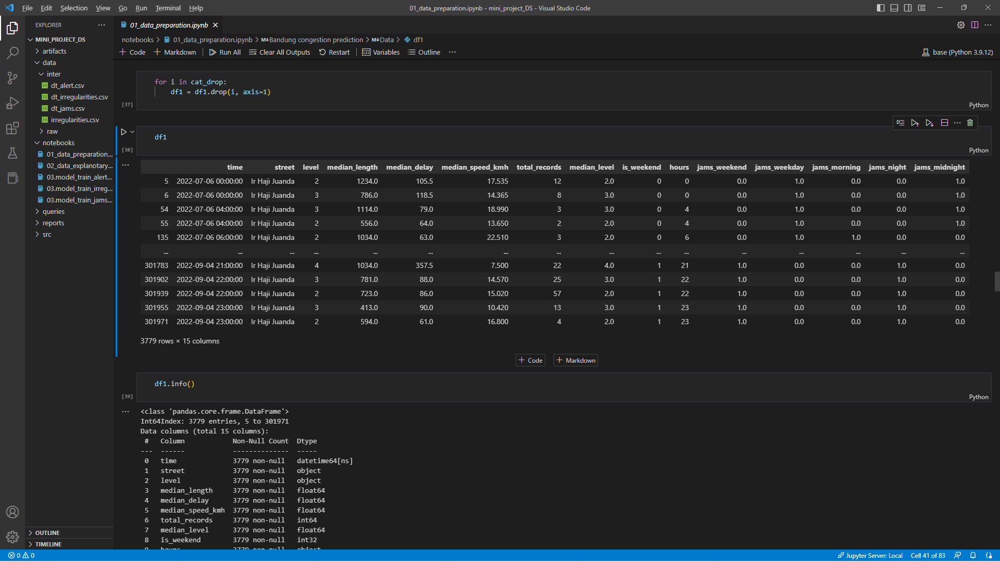 File Edit Selection View Go Run Terminal Help
01_data_preparation.ipynb - mini_project_DS - Visual Studio Code
EXPLORER
MINI_PROJECT_DS
artifacts
data
inter
dt_alert.csv
dt_irregularities.csv
dt_jams.csv
irregularities.csv
raw
notebooks
01_data_preparation...
02_data_explanotary...
03.model_train_alert...
03.model_train_irreg...
03.model_train_jams...
queries
reports
src
OUTLINE
TIMELINE
01_data_preparation.ipynb
notebooks > 01_data_preparation.ipynb > M↓Bandung congestion prediction > M↓Data > df1
+ Code + Markdown | Run All Clear All Outputs Restart | Variables Outline ...
base (Python 3.9.12)
for i in cat_drop:
df1 = df1.drop(i, axis=1)
[37]
Python
df1
[38]
Python
time street level median_length median_delay median_speed_kmh total_records median_level is_weekend hours jams_weekend jams_weekday jams_morning jams_night jams_midnight
5 2022-07-06 00:00:00 Ir Haji Juanda 2 1234.0 105.5 17.535 12 2.0 0 0 0.0 1.0 0.0 0.0 1.0
6 2022-07-06 00:00:00 Ir Haji Juanda 3 786.0 118.5 14.365 8 3.0 0 0 0.0 1.0 0.0 0.0 1.0
54 2022-07-06 04:00:00 Ir Haji Juanda 3 1114.0 79.0 18.990 3 3.0 0 4 0.0 1.0 0.0 0.0 1.0
55 2022-07-06 04:00:00 Ir Haji Juanda 2 556.0 64.0 13.650 2 2.0 0 4 0.0 1.0 0.0 0.0 1.0
135 2022-07-06 06:00:00 Ir Haji Juanda 2 1034.0 63.0 22.510 3 2.0 0 6 0.0 1.0 1.0 0.0 0.0
... ... ... ... ... ... ... ... ... ... ... ... ... ... ... ...
301783 2022-09-04 21:00:00 Ir Haji Juanda 4 1034.0 357.5 7.500 22 4.0 1 21 1.0 0.0 0.0 1.0 0.0
301902 2022-09-04 22:00:00 Ir Haji Juanda 3 781.0 88.0 14.570 25 3.0 1 22 1.0 0.0 0.0 1.0 0.0
301939 2022-09-04 22:00:00 Ir Haji Juanda 2 723.0 86.0 15.020 57 2.0 1 22 1.0 0.0 0.0 1.0 0.0
301955 2022-09-04 23:00:00 Ir Haji Juanda 3 413.0 90.0 10.420 13 3.0 1 23 1.0 0.0 0.0 1.0 0.0
301971 2022-09-04 23:00:00 Ir Haji Juanda 2 594.0 61.0 16.800 4 2.0 1 23 1.0 0.0 0.0 1.0 0.0
3779 rows × 15 columns
+ Code + Markdown
df1.info()
[39]
Python
<class 'pandas.core.frame.DataFrame'>
Int64Index: 3779 entries, 5 to 301971
Data columns (total 15 columns):
# Column Non-Null Count Dtype
--- ------ -------------- -----
0 time 3779 non-null datetime64[ns]
1 street 3779 non-null object
2 level 3779 non-null object
3 median_length 3779 non-null float64
4 median_delay 3779 non-null float64
5 median_speed_kmh 3779 non-null float64
6 total_records 3779 non-null int64
7 median_level 3779 non-null float64
8 is_weekend 3779 non-null int32
9 hours 3779 non-null object
0 0
Jupyter Server: Local Cell 41 of 83